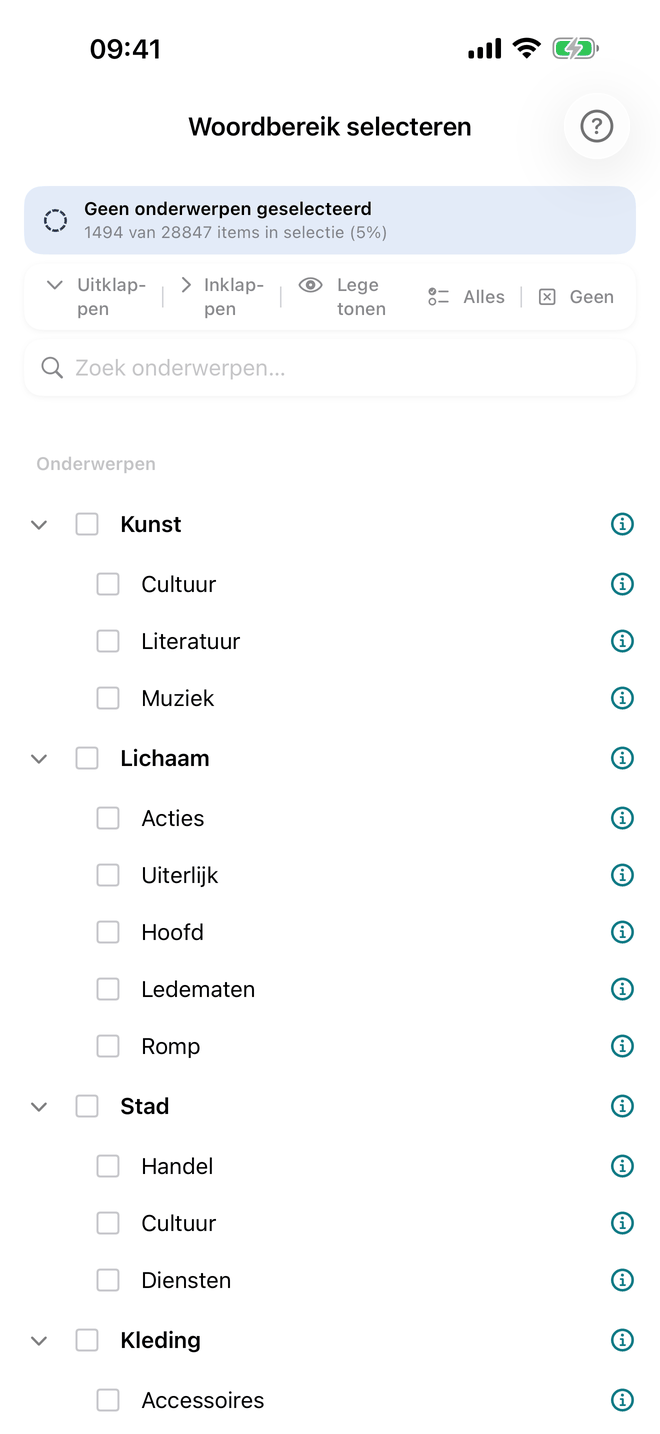 09:41
Woordbereik selecteren
Geen onderwerpen geselecteerd
1494 van 28847 items in selectie (5%)
Uitklap-
pen
Inklap-
pen
Lege
tonen
Alles
Geen
Zoek onderwerpen...
Onderwerpen
Kunst
Cultuur
Literatuur
Muziek
Lichaam
Acties
Uiterlijk
Hoofd
Ledematen
Romp
Stad
Handel
Cultuur
Diensten
Kleding
Accessoires